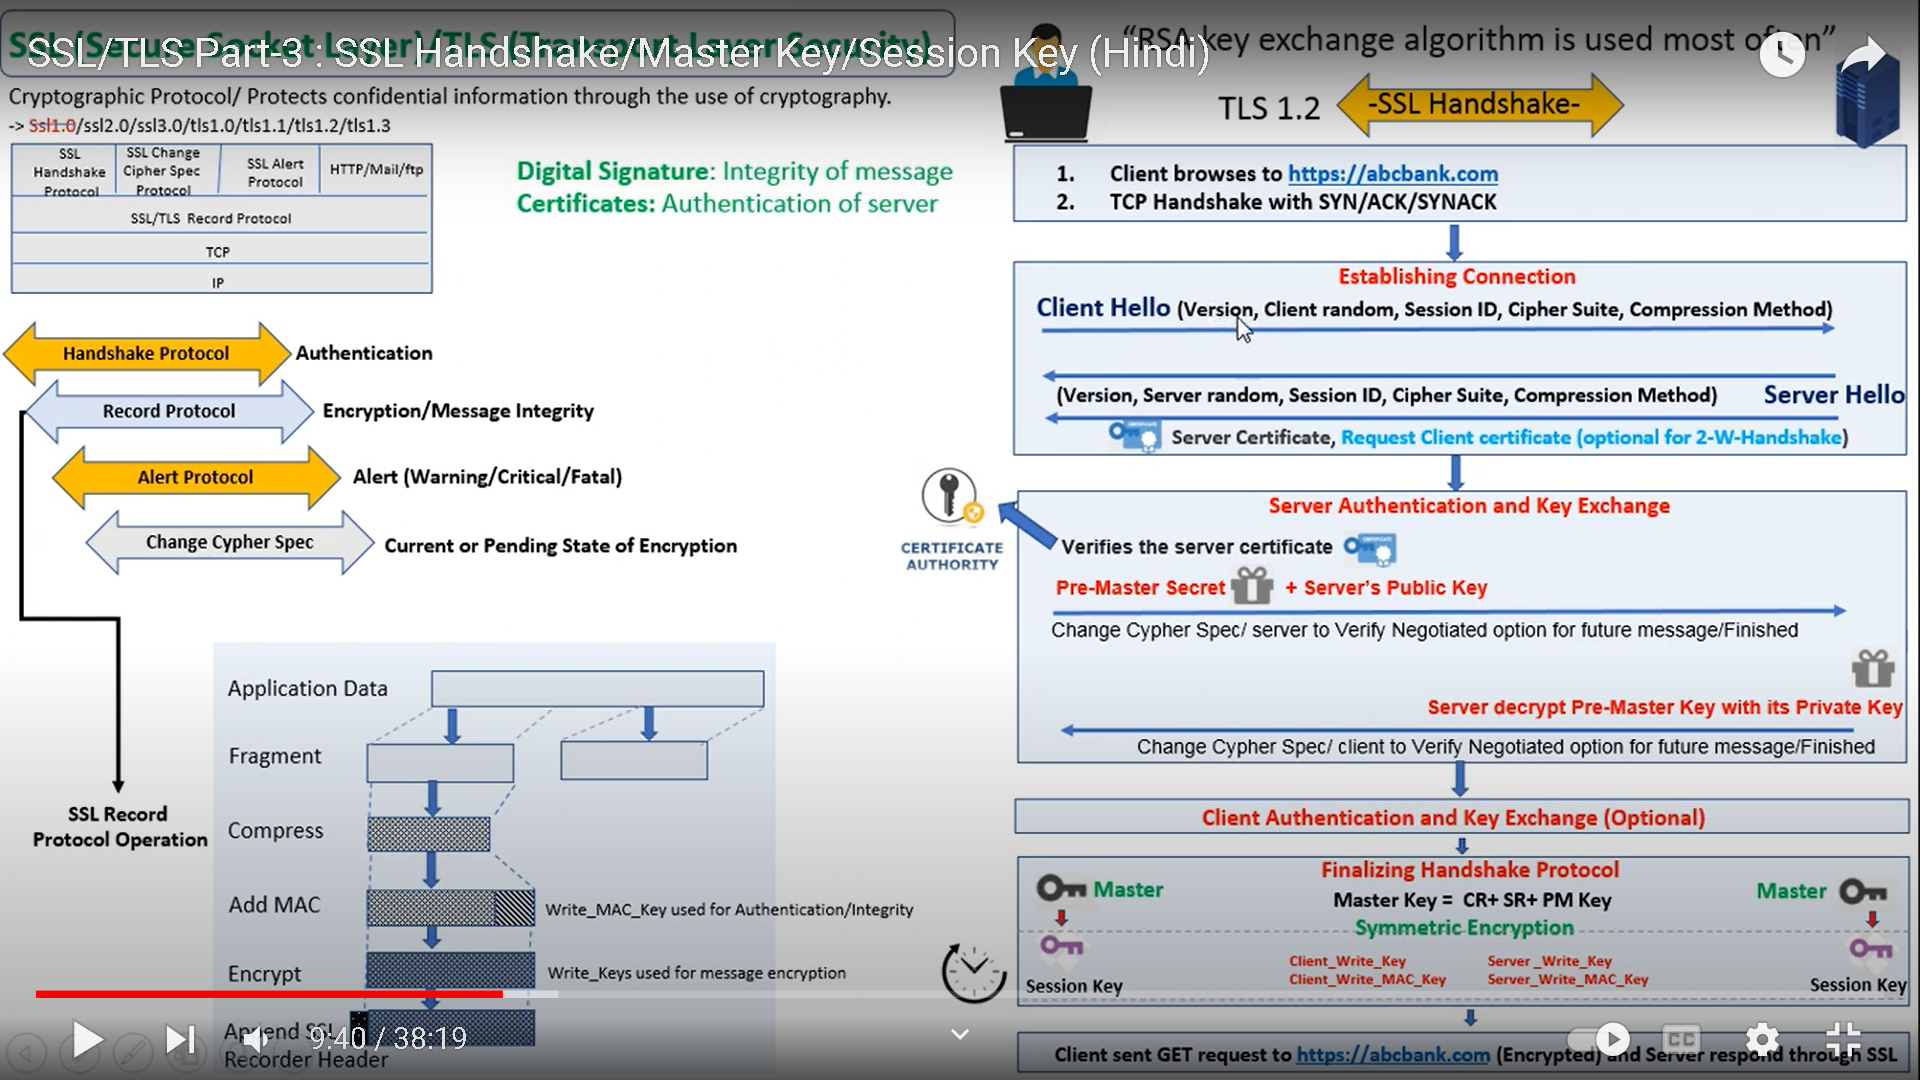 SSL (Secure Socket Layer)/TLS (Transport Layer Security)
SSL/TLS Part-3 : SSL Handshake/Master Key/Session Key (Hindi)
Cryptographic Protocol/ Protects confidential information through the use of cryptography.
-> Ssl1.0/ssl2.0/ssl3.0/tls1.0/tls1.1/tls1.2/tls1.3
SSL Handshake Protocol
SSL Change Cipher Spec Protocol
SSL Alert Protocol
HTTP/Mail/ftp
SSL/TLS Record Protocol
TCP
IP
Digital Signature: Integrity of message
Certificates: Authentication of server
Handshake Protocol
Authentication
Record Protocol
Encryption/Message Integrity
Alert Protocol
Alert (Warning/Critical/Fatal)
Change Cypher Spec
Current or Pending State of Encryption
SSL Record
Protocol Operation
Application Data
Fragment
Compress
Add MAC
Write_MAC_Key used for Authentication/Integrity
Encrypt
Write_Keys used for message encryption
Append SSL
Recorder Header
9:40 / 38:19
"RSA key exchange algorithm is used most often"
TLS 1.2
-SSL Handshake-
1. Client browses to https://abcbank.com
2. TCP Handshake with SYN/ACK/SYNACK
Establishing Connection
Client Hello (Version, Client random, Session ID, Cipher Suite, Compression Method)
(Version, Server random, Session ID, Cipher Suite, Compression Method) Server Hello
CERTIFICATE
Server Certificate, Request Client certificate (optional for 2-W-Handshake)
Server Authentication and Key Exchange
CERTIFICATE
AUTHORITY
Verifies the server certificate
CERTIFICATE
Pre-Master Secret + Server's Public Key
Change Cypher Spec/ server to Verify Negotiated option for future message/Finished
Server decrypt Pre-Master Key with its Private Key
Change Cypher Spec/ client to Verify Negotiated option for future message/Finished
Client Authentication and Key Exchange (Optional)
Finalizing Handshake Protocol
Master
Master Key = CR+ SR+ PM Key
Master
Symmetric Encryption
Client_Write_Key
Server_Write_Key
Client_Write_MAC_Key
Server_Write_MAC_Key
Session Key
Session Key
Client sent GET request to https://abcbank.com (Encrypted) and Server respond through SSL
CC